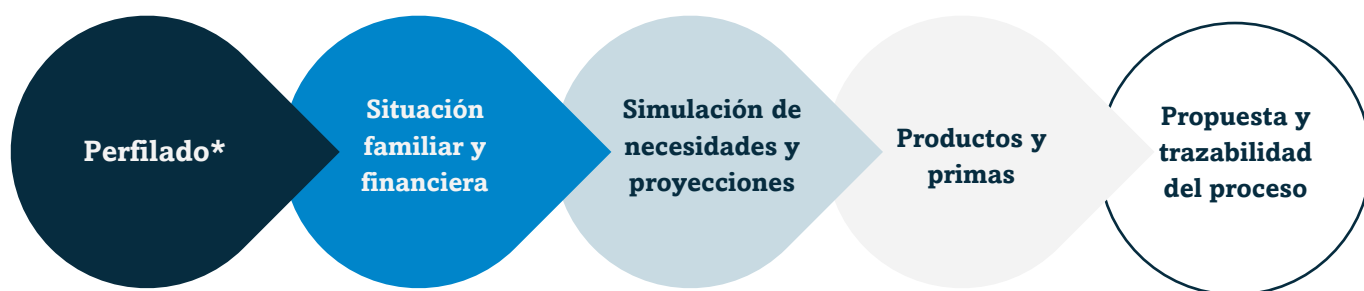 Perfilado*
Situación
familiar y
financiera
Simulación de
necesidades y
proyecciones
Productos y
primas
Propuesta y
trazabilidad
del proceso